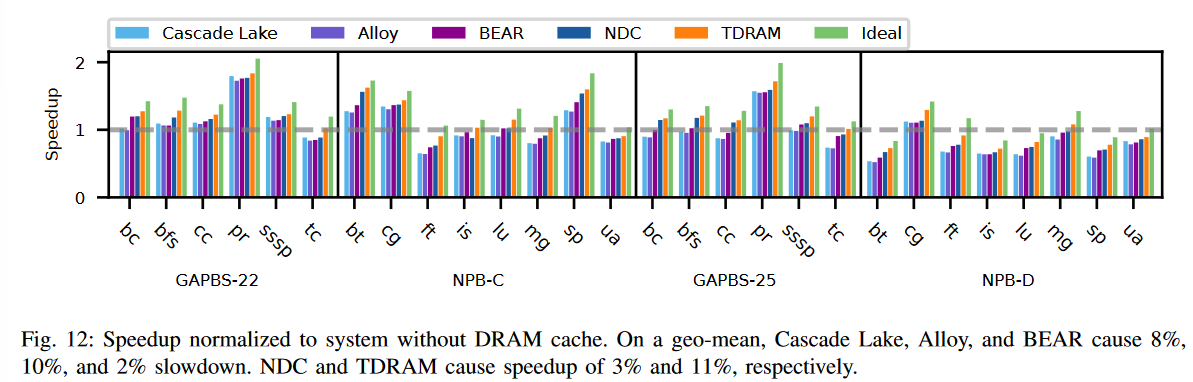 Cascade Lake Alloy BEAR NDC TDRAM Ideal
Speedup
2
1
0
bc bfs cc pr sssp tc bt cg ft is lu mg sp ua bc bfs cc pr sssp tc bt cg ft is lu mg sp ua
GAPBS-22 NPB-C GAPBS-25 NPB-D
Fig. 12: Speedup normalized to system without DRAM cache. On a geo-mean, Cascade Lake, Alloy, and BEAR cause 8%,
10%, and 2% slowdown. NDC and TDRAM cause speedup of 3% and 11%, respectively.